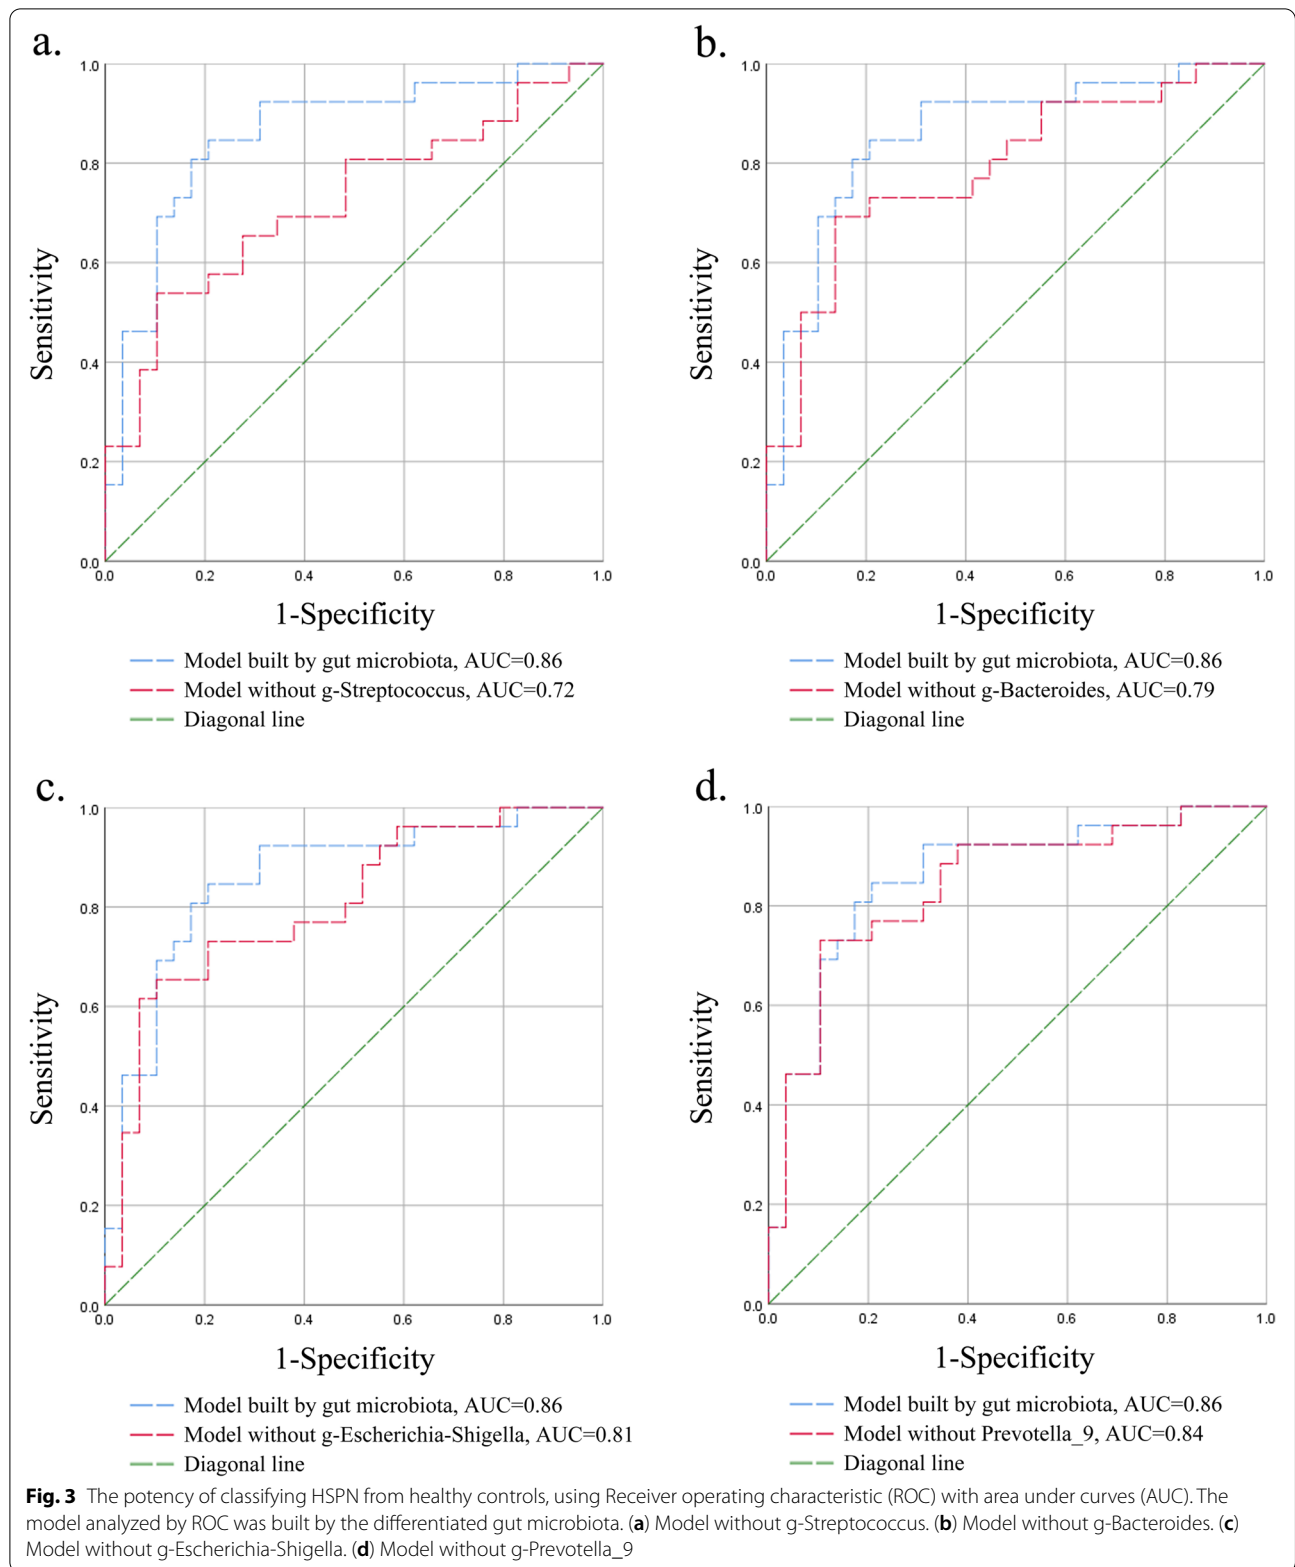 a.
1.0
0.8
0.6
0.4
0.2
0.0
0.0 0.2 0.4 0.6 0.8 1.0
Sensitivity
1-Specificity
Model built by gut microbiota, AUC=0.86
Model without g-Streptococcus, AUC=0.72
Diagonal line
b.
1.0
0.8
0.6
0.4
0.2
0.0
0.0 0.2 0.4 0.6 0.8 1.0
Sensitivity
1-Specificity
Model built by gut microbiota, AUC=0.86
Model without g-Bacteroides, AUC=0.79
Diagonal line
c.
1.0
0.8
0.6
0.4
0.2
0.0
0.0 0.2 0.4 0.6 0.8 1.0
Sensitivity
1-Specificity
Model built by gut microbiota, AUC=0.86
Model without g-Escherichia-Shigella, AUC=0.81
Diagonal line
d.
1.0
0.8
0.6
0.4
0.2
0.0
0.0 0.2 0.4 0.6 0.8 1.0
Sensitivity
1-Specificity
Model built by gut microbiota, AUC=0.86
Model without Prevotella_9, AUC=0.84
Diagonal line
Fig. 3 The potency of classifying HSPN from healthy controls, using Receiver operating characteristic (ROC) with area under curves (AUC). The
model analyzed by ROC was built by the differentiated gut microbiota. (a) Model without g-Streptococcus. (b) Model without g-Bacteroides. (c)
Model without g-Escherichia-Shigella. (d) Model without g-Prevotella_9